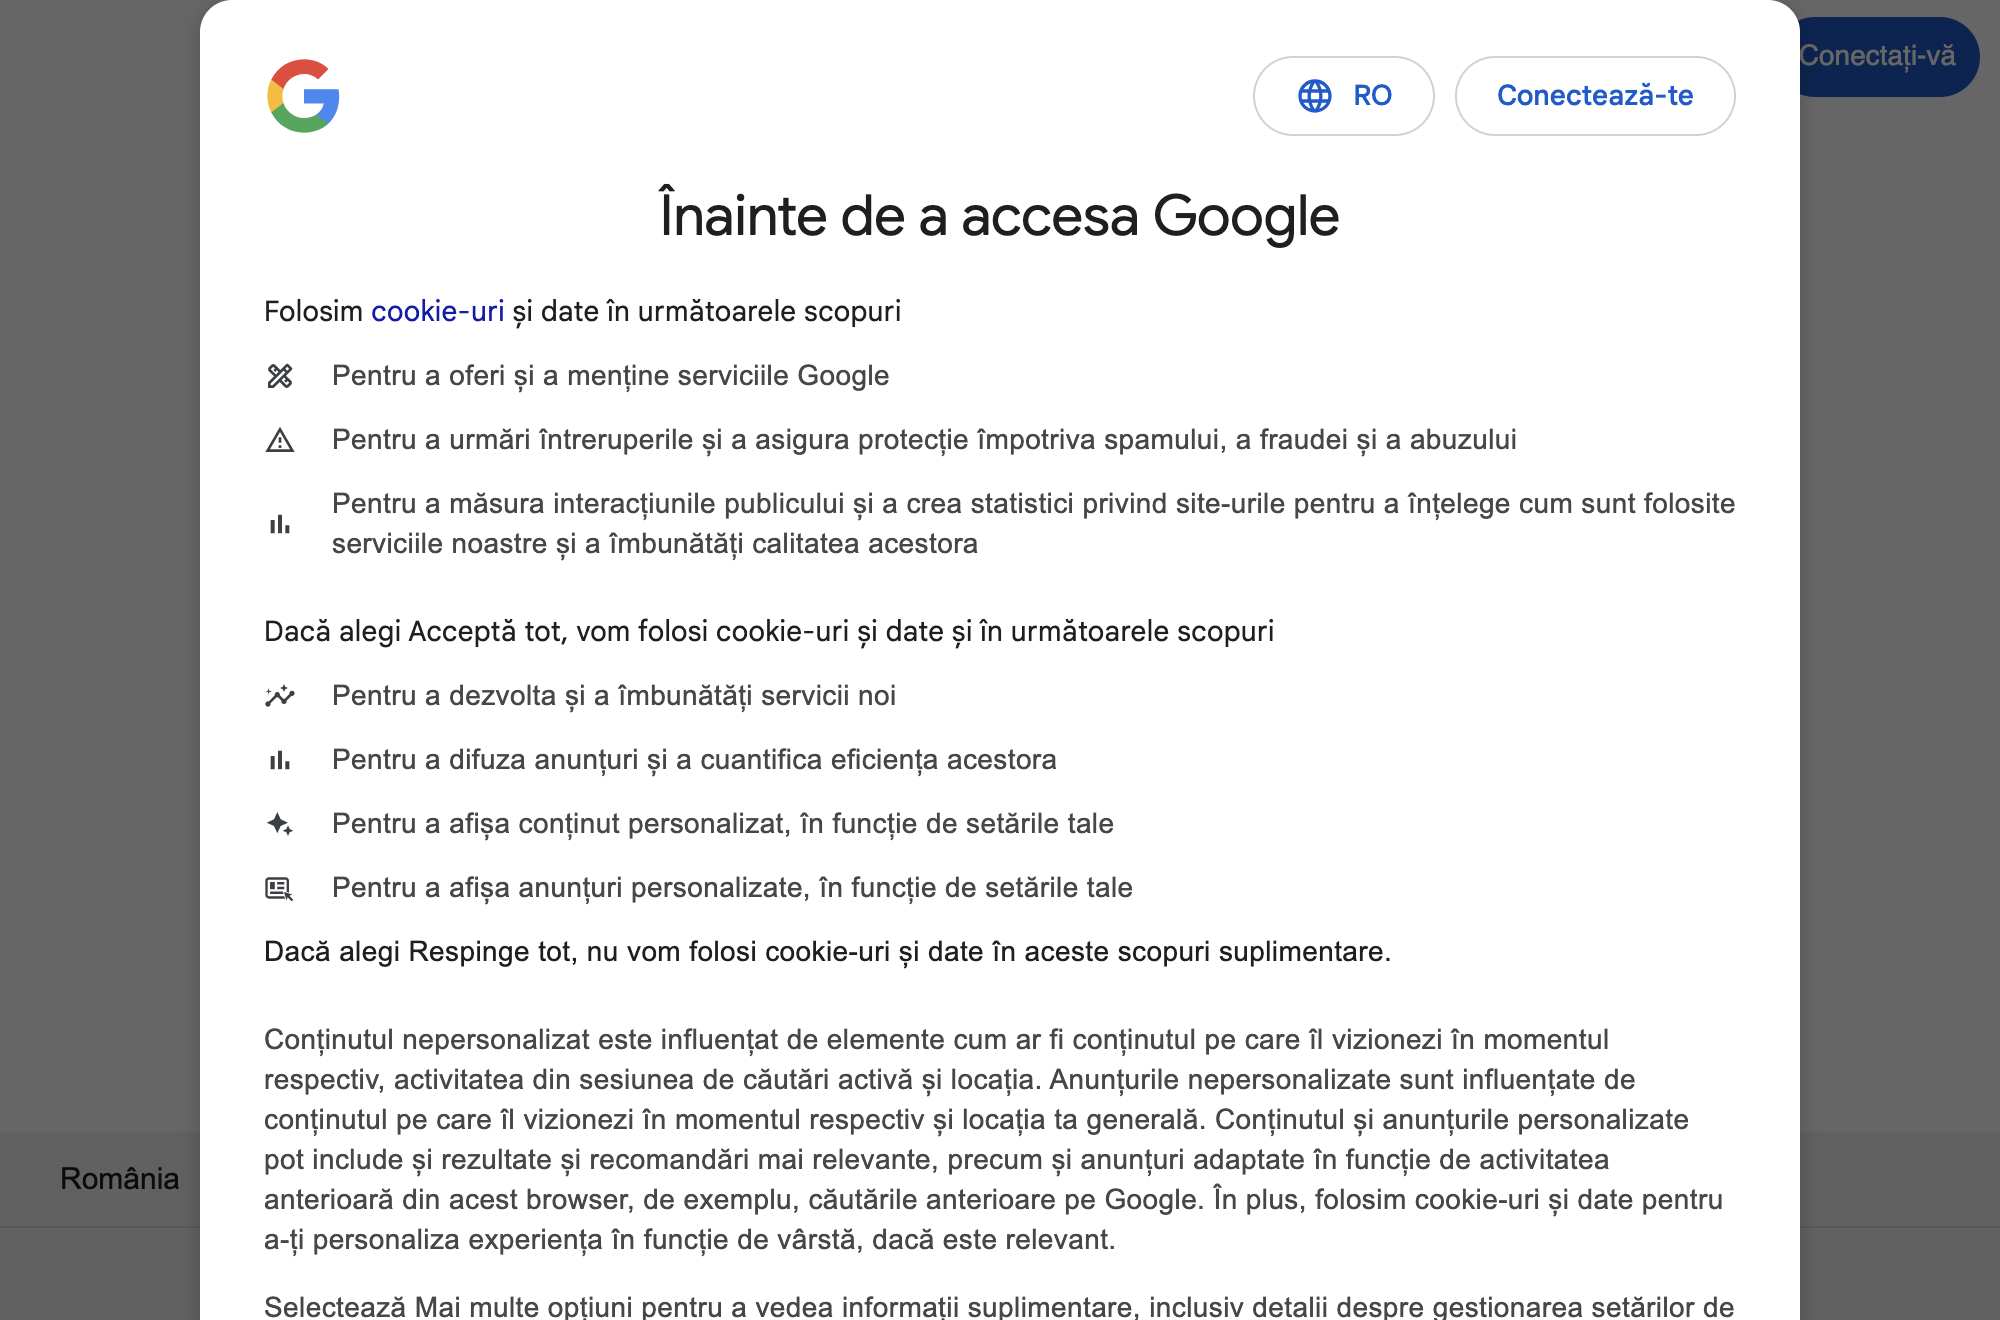 Conectați-vă
RO
Conectează-te
Înainte de a accesa Google
Folosim cookie-uri și date în următoarele scopuri
Pentru a oferi și a menține serviciile Google
Pentru a urmări întreruperile și a asigura protecție împotriva spamului, a fraudei și a abuzului
Pentru a măsura interacțiunile publicului și a crea statistici privind site-urile pentru a înțelege cum sunt folosite
serviciile noastre și a îmbunătăți calitatea acestora
Dacă alegi Acceptă tot, vom folosi cookie-uri și date și în următoarele scopuri
Pentru a dezvolta și a îmbunătăți servicii noi
Pentru a difuza anunțuri și a cuantifica eficiența acestora
Pentru a afișa conținut personalizat, în funcție de setările tale
Pentru a afișa anunțuri personalizate, în funcție de setările tale
Dacă alegi Respinge tot, nu vom folosi cookie-uri și date în aceste scopuri suplimentare.
Conținutul nepersonalizat este influențat de elemente cum ar fi conținutul pe care îl vizionezi în momentul
respectiv, activitatea din sesiunea de căutări activă și locația. Anunțurile nepersonalizate sunt influențate de
conținutul pe care îl vizionezi în momentul respectiv și locația ta generală. Conținutul și anunțurile personalizate
pot include și rezultate și recomandări mai relevante, precum și anunțuri adaptate în funcție de activitatea
anterioară din acest browser, de exemplu, căutările anterioare pe Google. În plus, folosim cookie-uri și date pentru
a-ți personaliza experiența în funcție de vârstă, dacă este relevant.
Selectează Mai multe opțiuni pentru a vedea informații suplimentare, inclusiv detalii despre gestionarea setărilor de
România